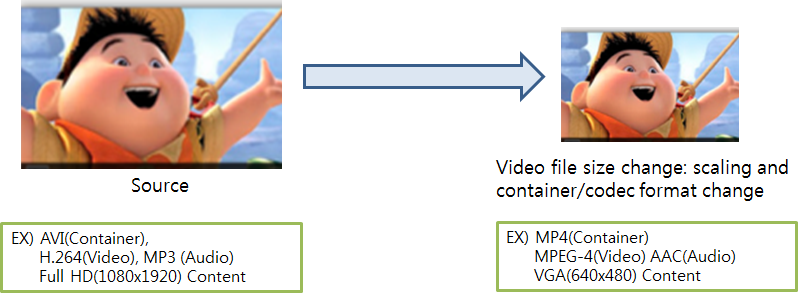 Source
Video file size change: scaling and
container/codec format change
EX) AVI(Container),
H.264(Video), MP3 (Audio)
Full HD(1080x1920) Content
EX) MP4(Container)
MPEG-4(Video) AAC(Audio)
VGA(640x480) Content